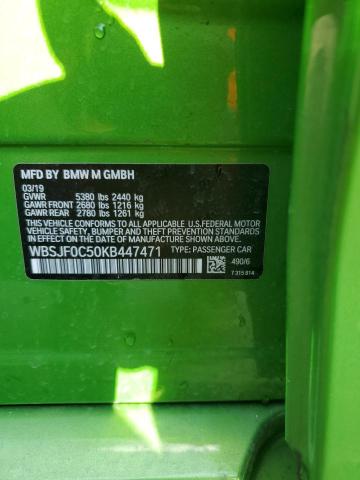 MFD BY BMW M GMBH
03/19
GVWR 5380 lbs 2440 kg
GAWR FRONT 2680 lbs 1216 kg
GAWR REAR 2780 lbs 1261 kg
THIS VEHICLE CONFORMS TO ALL APPLICABLE U.S. FEDERAL MOTOR
VEHICLE SAFETY, BUMPER, AND THEFT PREVENTION STANDARDS
IN EFFECT ON THE DATE OF MANUFACTURE SHOWN ABOVE.
WBSJF0C50KB447471 TYPE: PASSENGER CAR
490/6
7 315 814